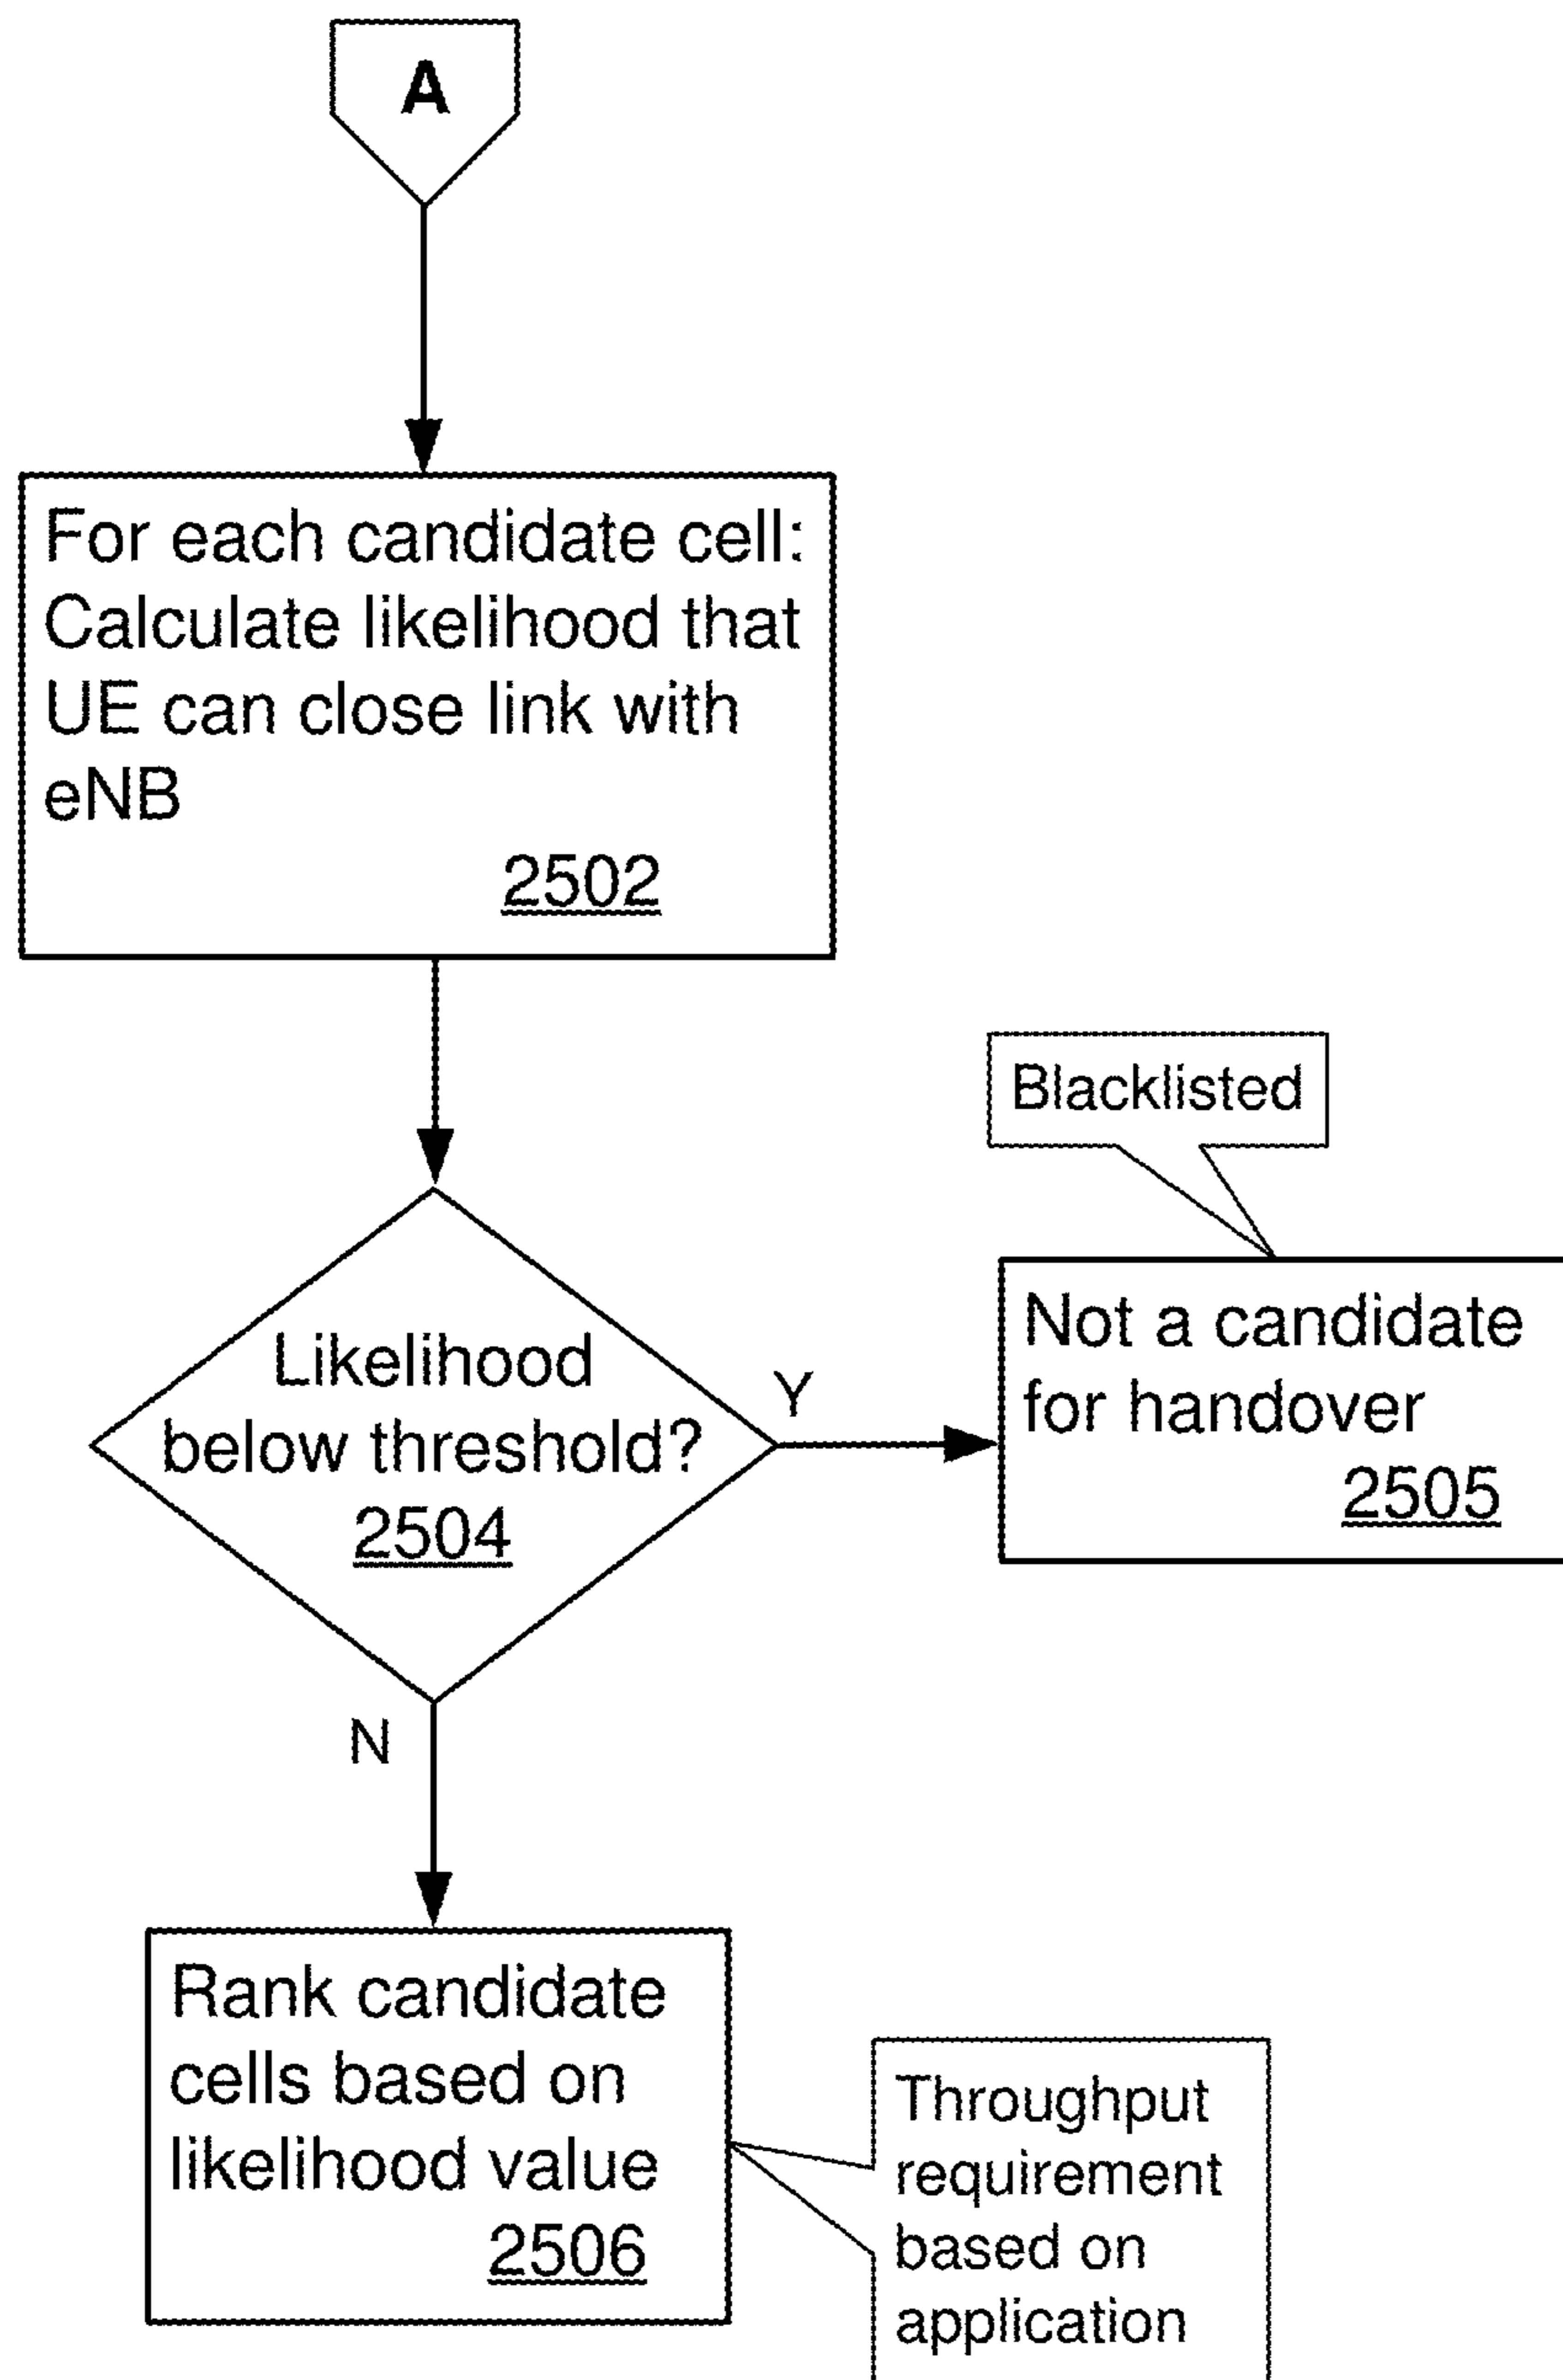 A
For each candidate cell:
Calculate likelihood that
UE can close link with
eNB
2502
Blacklisted
Likelihood
below threshold?
2504
Y
Not a candidate
for handover
2505
N
Rank candidate
cells based on
likelihood value
2506
Throughput
requirement
based on
application